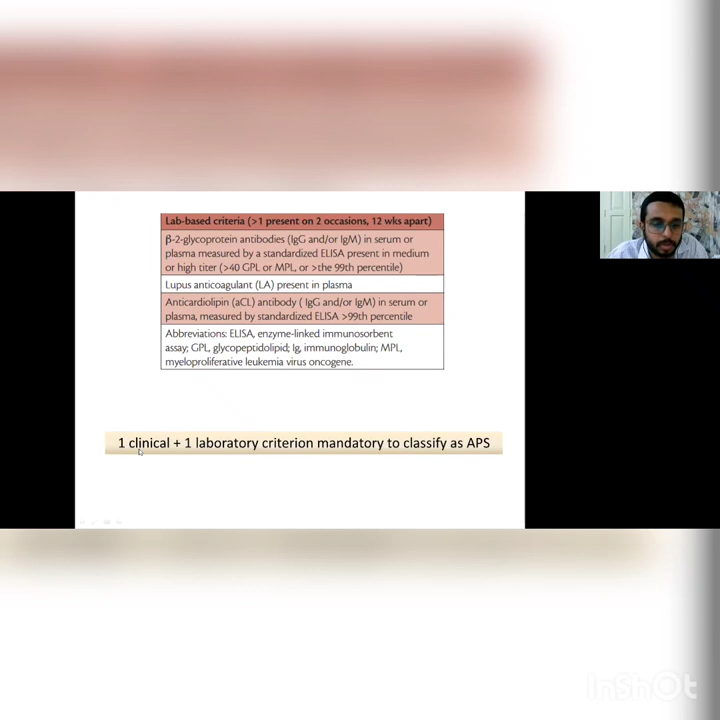 Lab-based criteria (>1 present on 2 occasions, 12 wks apart)
β-2-glycoprotein antibodies (IgG and/or IgM) in serum or
plasma measured by a standardized ELISA present in medium
or high titer (>40 GPL or MPL, or >the 99th percentile)
Lupus anticoagulant (LA) present in plasma
Anticardiolipin (aCL) antibody ( IgG and/or IgM) in serum or
plasma, measured by standardized ELISA >99th percentile
Abbreviations: ELISA, enzyme-linked immunosorbent
assay; GPL, glycopeptidolipid; Ig, immunoglobulin; MPL,
myeloproliferative leukemia virus oncogene.
1 clinical + 1 laboratory criterion mandatory to classify as APS
InShOt